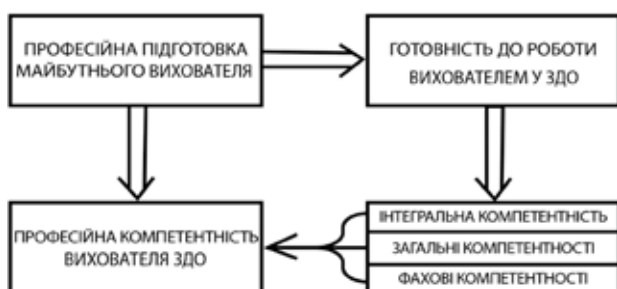 ПРОФЕСІЙНА ПІДГОТОВКА
МАЙБУТНЬОГО ВИХОВАТЕЛЯ
ГОТОВНІСТЬ ДО РОБОТИ
ВИХОВАТЕЛЕМ У ЗДО
ПРОФЕСІЙНА КОМПЕТЕНТНІСТЬ
ВИХОВАТЕЛЯ ЗДО
ІНТЕГРАЛЬНА КОМПЕТЕНТНІСТЬ
ЗАГАЛЬНІ КОМПЕТЕНТНОСТІ
ФАХОВІ КОМПЕТЕНТНОСТІ